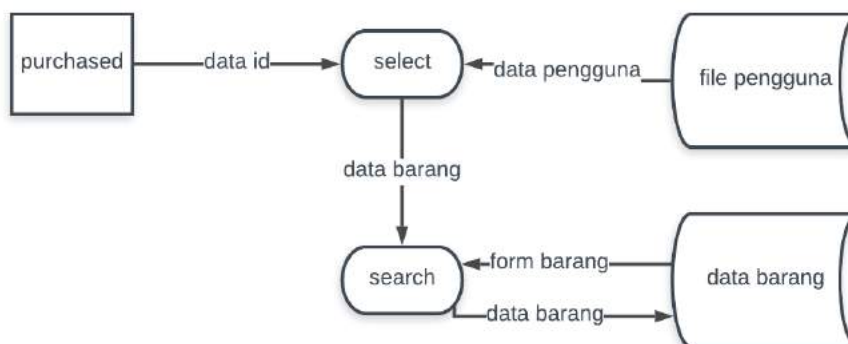 purchased
data id
select
data pengguna
file pengguna
data barang
search
form barang
data barang
data barang